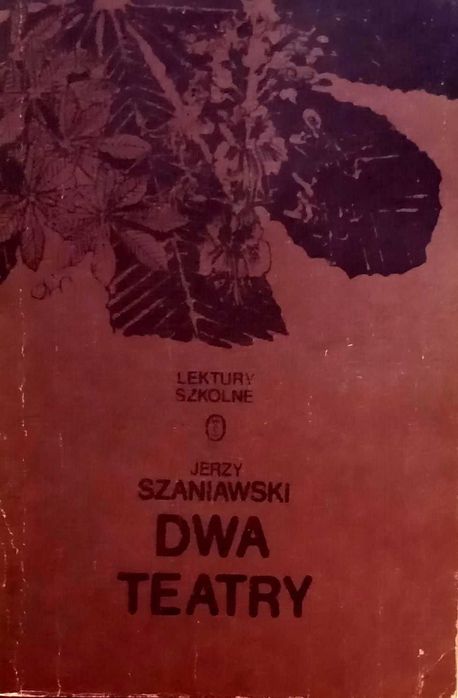 LEKTURY
SZKOLNE
JERZY
SZANIAWSKI
DWA
TEATRY